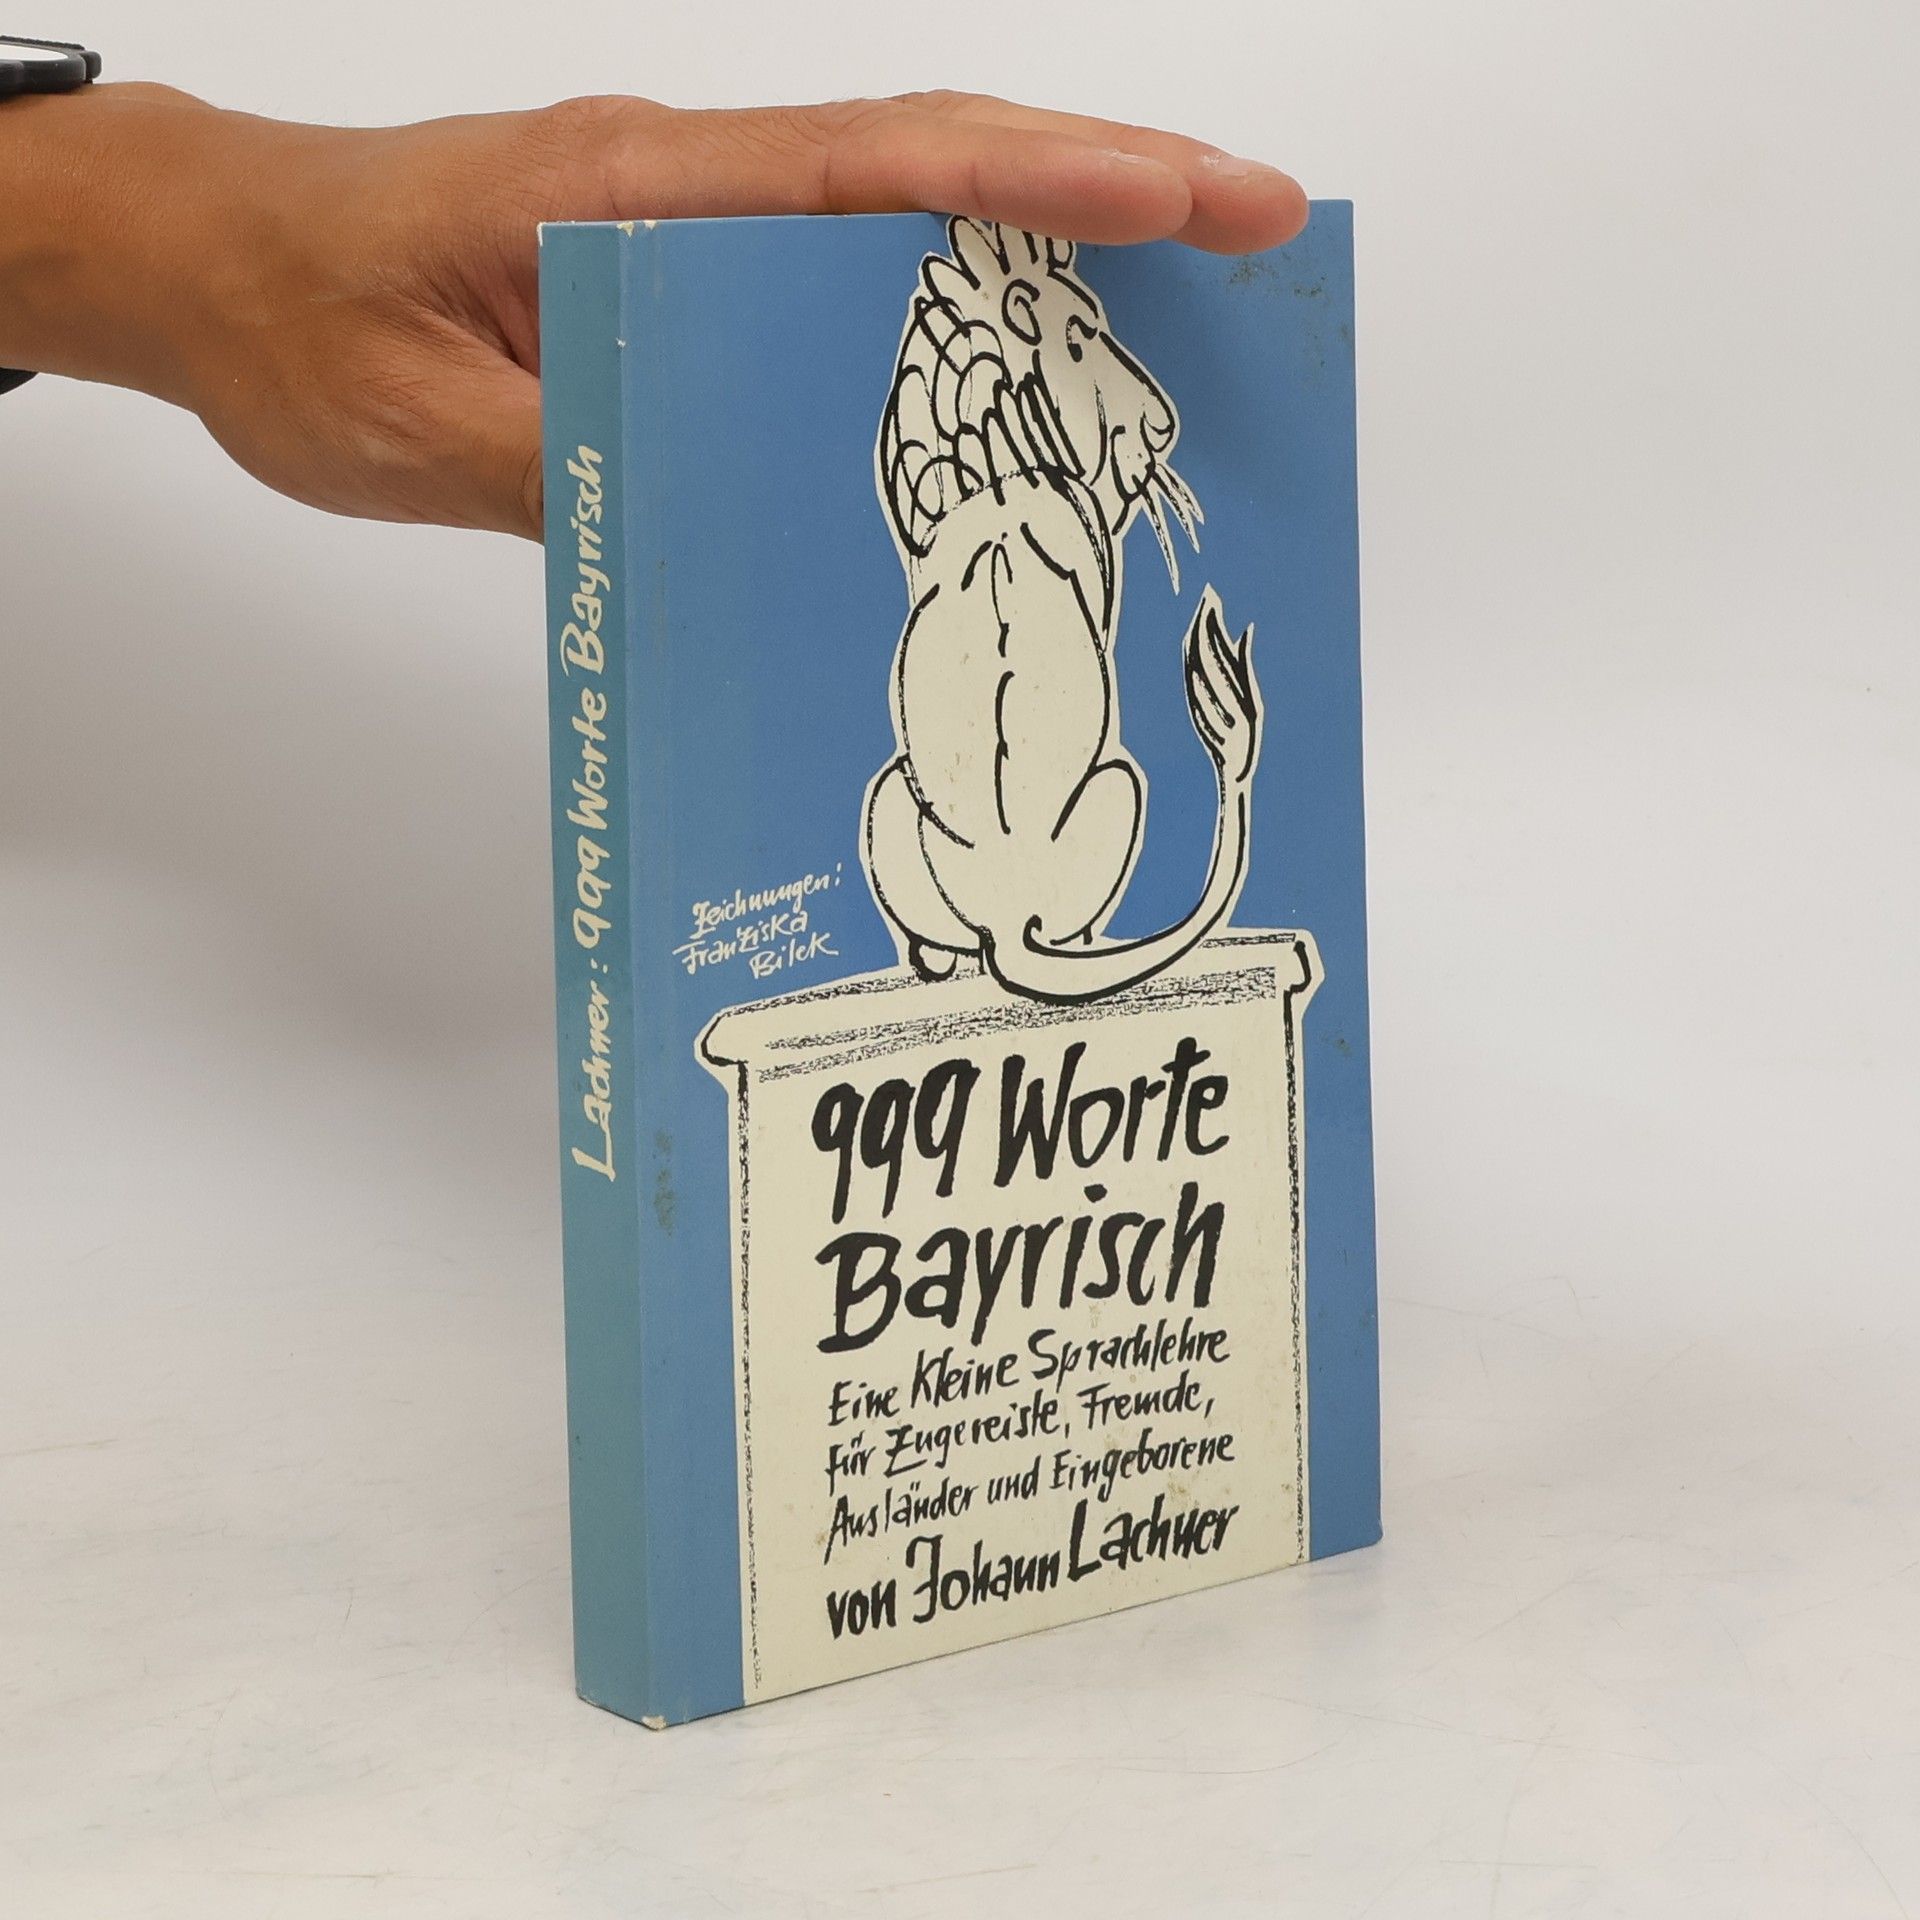 Lachner: 999 Worte Bayrisch
Zeichnungen:
Franziska
Bilek
999 Worte
Bayrisch
Eine kleine Sprachlehre
für Zugereiste, Fremde,
Ausländer und Eingeborene
von Johann Lachner